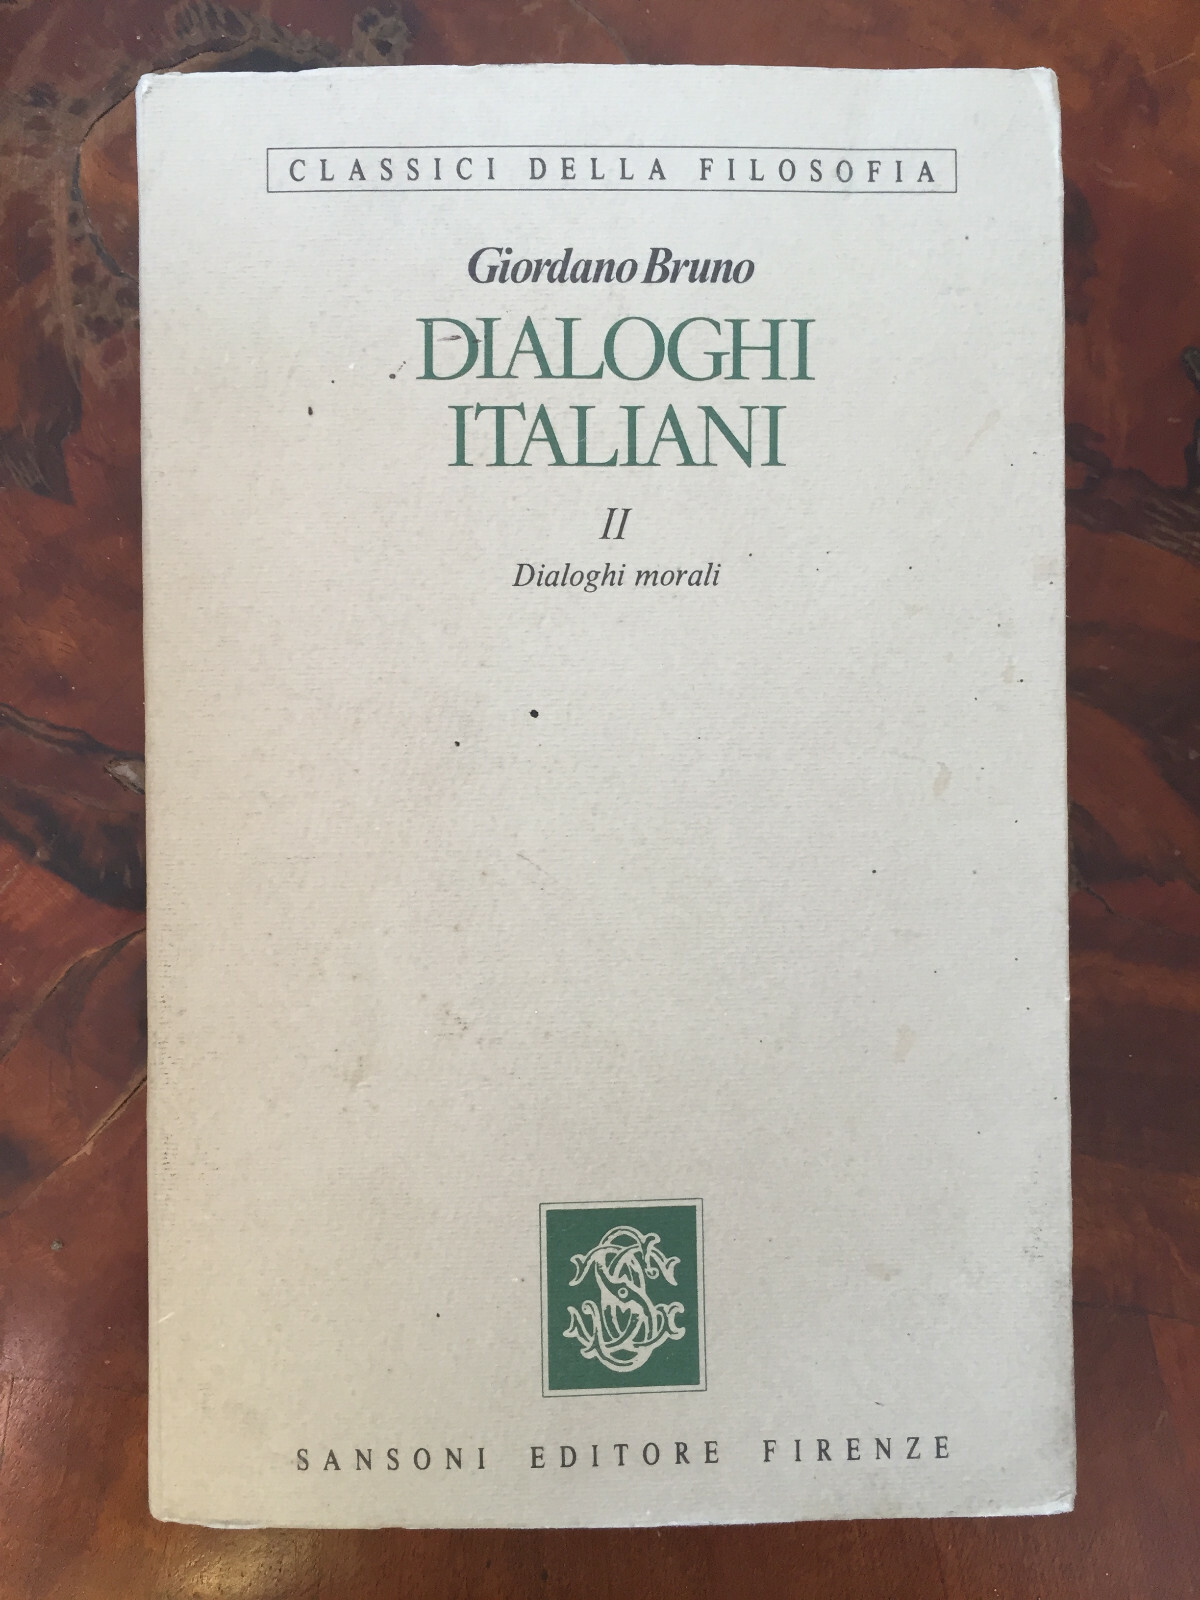 CLASSICI DELLA FILOSOFIA
Giordano Bruno
DIALOGHI
ITALIANI
II
Dialoghi morali
SANSONI EDITORE FIRENZE